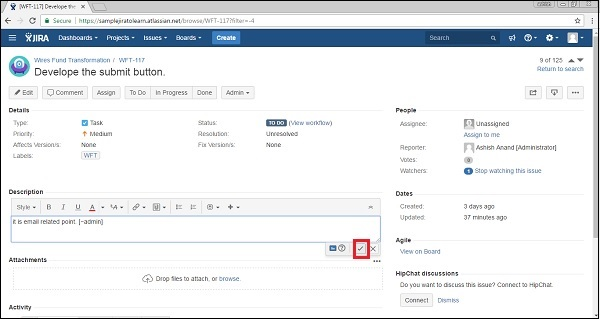 [WFT-117] Develope the s
https://samplejiratolearn.atlassian.net/browse/WFT-117?filter=-4
JIRA Dashboards Projects Issues Boards Create Search
Wires Fund Transformation / WFT-117 9 of 125
Develope the submit button. Return to search
Edit Comment Assign To Do In Progress Done Admin
Details People
Type: Task Status: TO DO (View workflow) Assignee: Unassigned
Assign to me
Priority: Medium Resolution: Unresolved
Affects Version/s: None Fix Version/s: None Reporter: Ashish Anand [Administrator]
Labels: WFT Votes: 0
Watchers: Stop watching this issue
Description Dates
Style B I U A A Created: 3 days ago
it is email related point. [~admin] Updated: 37 minutes ago
Agile
View on Board
Attachments
Drop files to attach, or browse. HipChat discussions
Do you want to discuss this issue? Connect to HipChat.
Connect Dismiss
Activity